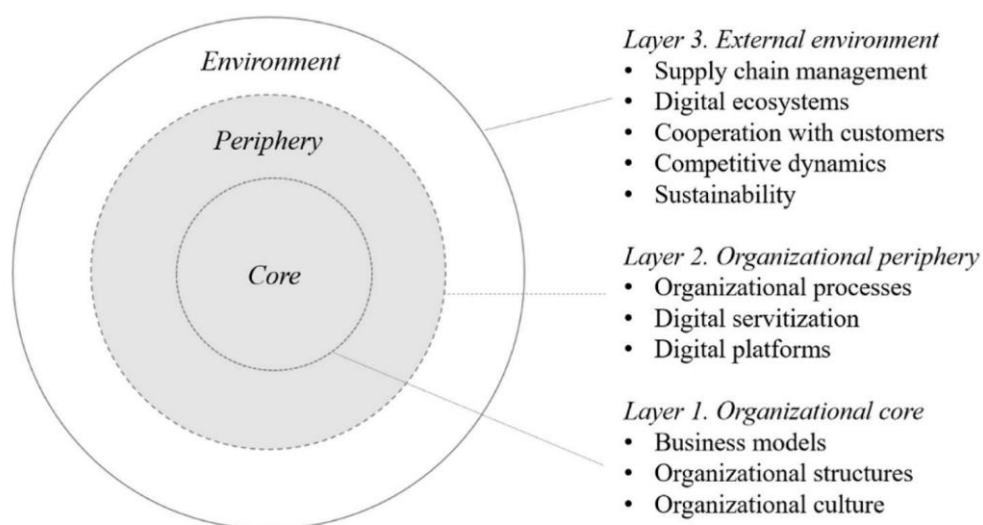 Environment
Periphery
Core
Layer 3. External environment
• Supply chain management
• Digital ecosystems
• Cooperation with customers
• Competitive dynamics
• Sustainability
Layer 2. Organizational periphery
• Organizational processes
• Digital servitization
• Digital platforms
Layer 1. Organizational core
• Business models
• Organizational structures
• Organizational culture